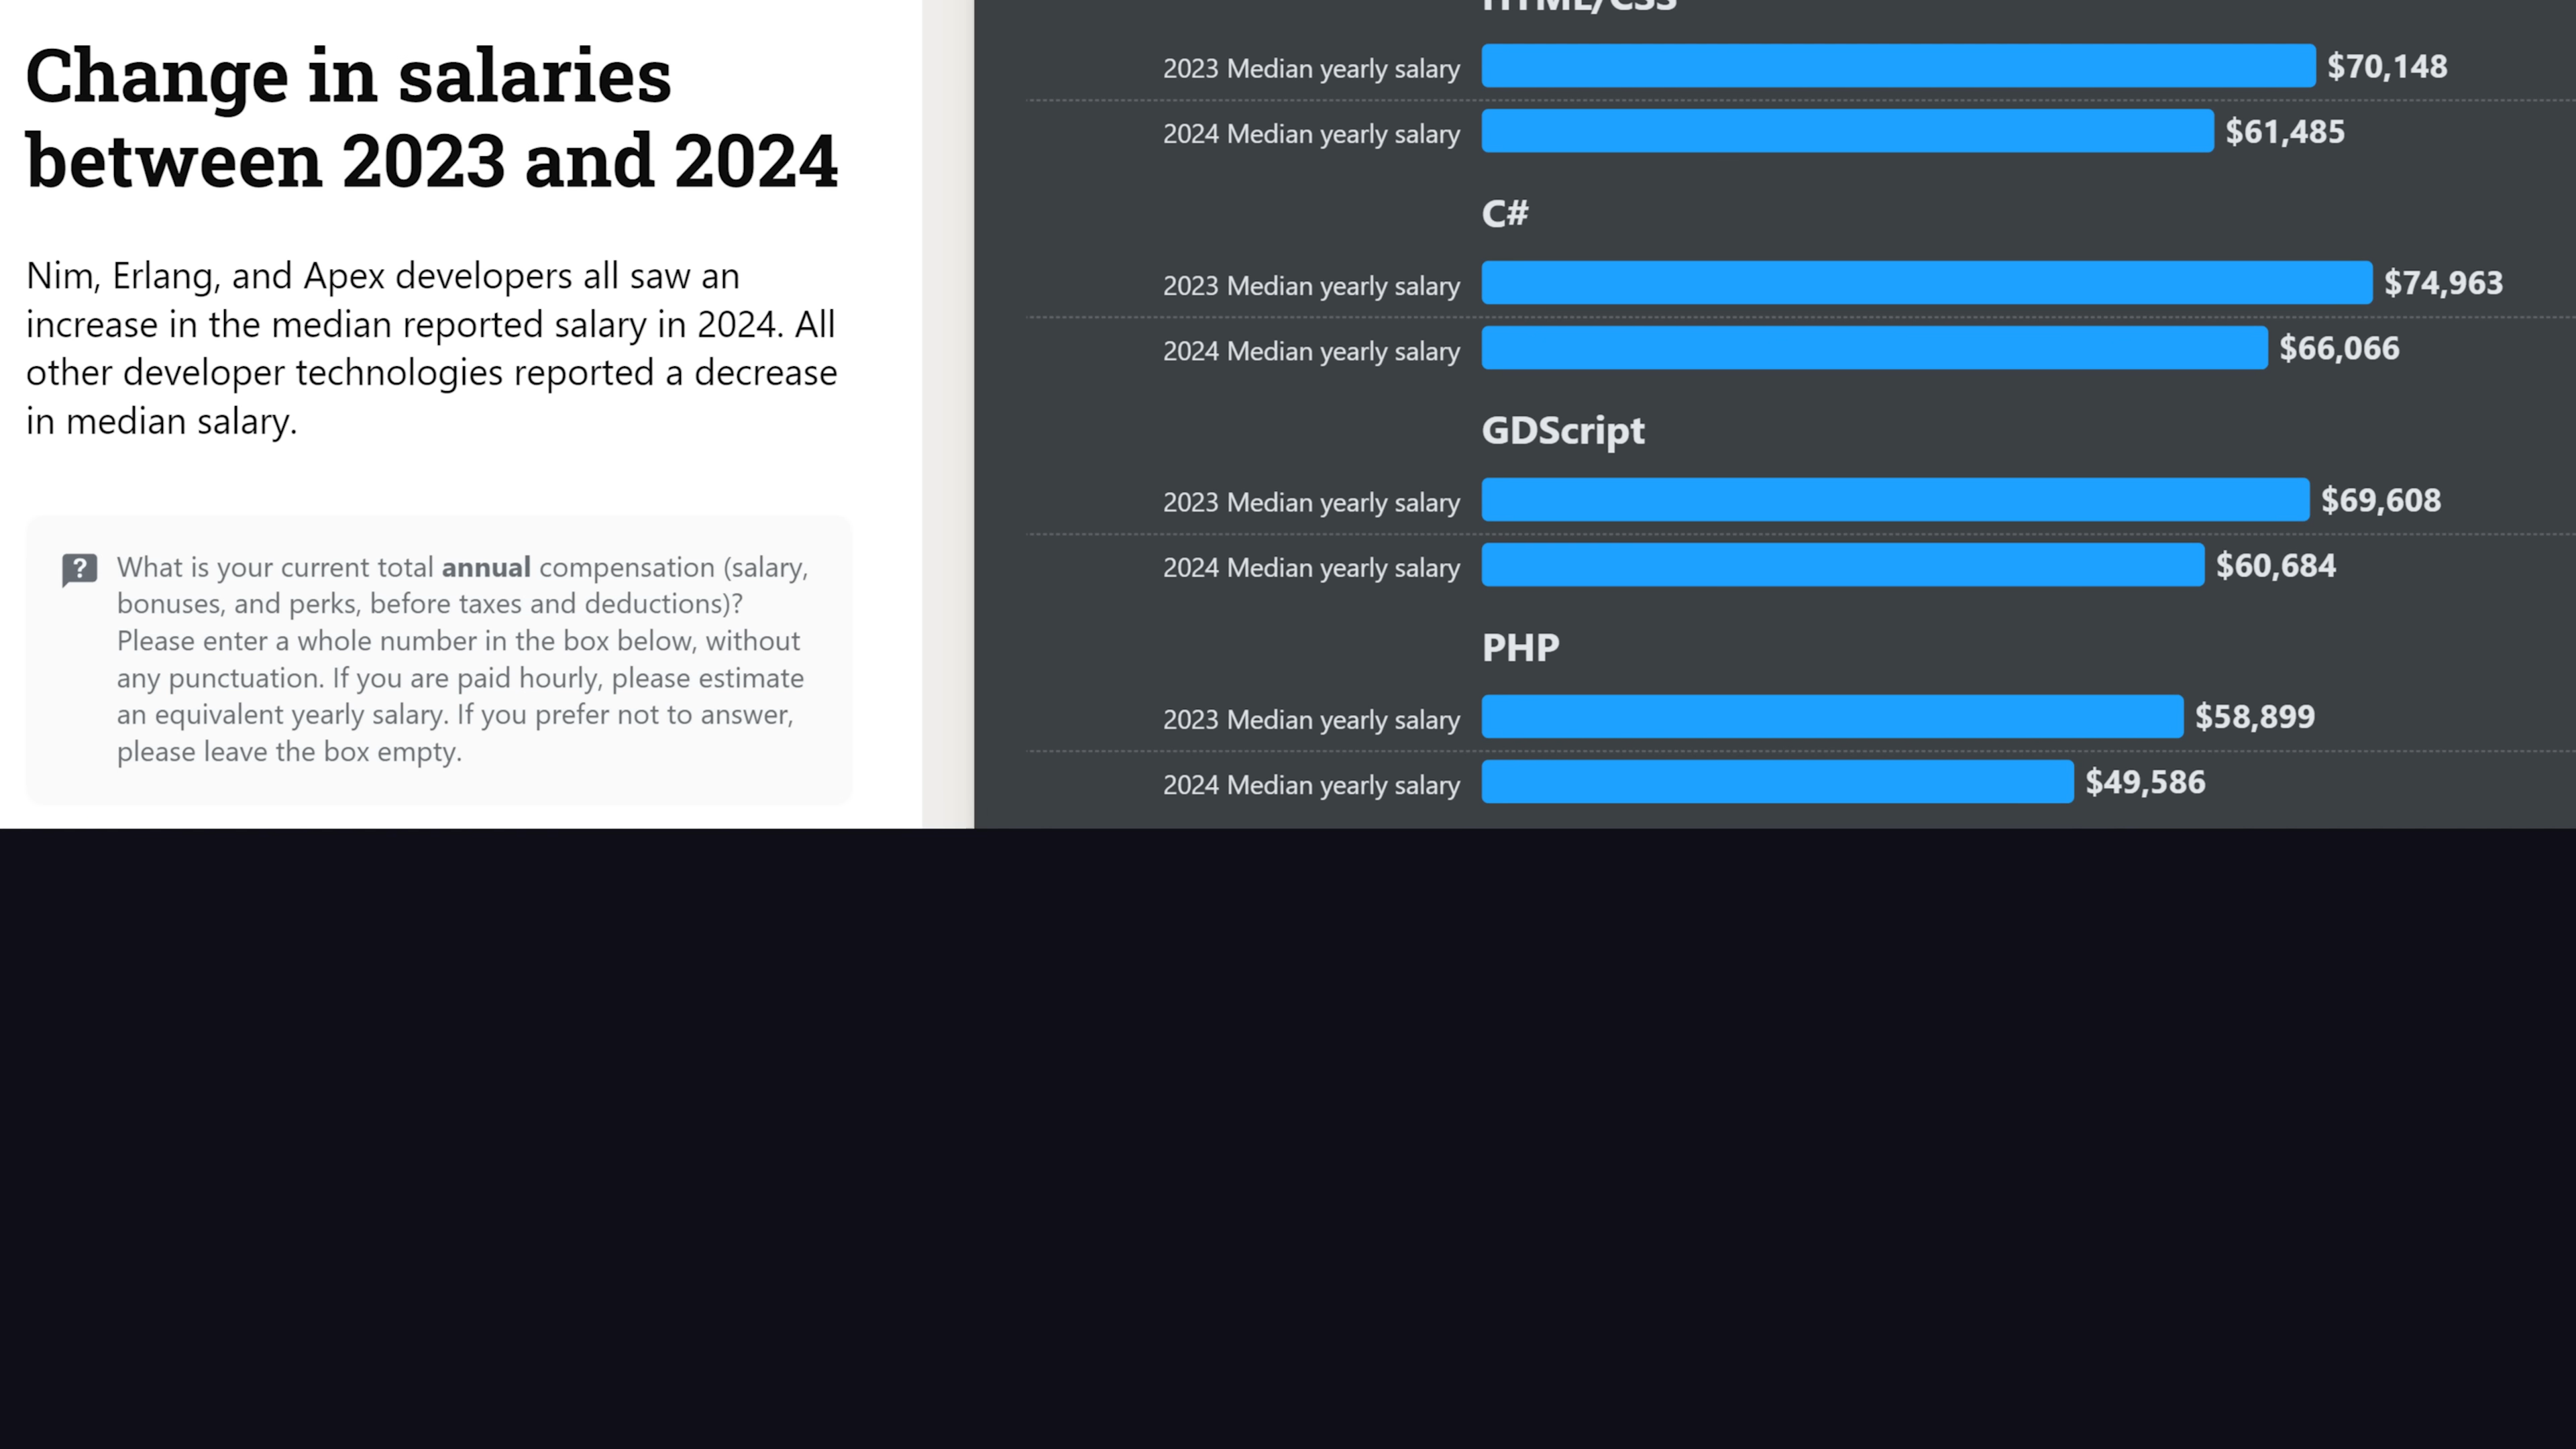 Change in salaries
between 2023 and 2024
Nim, Erlang, and Apex developers all saw an
increase in the median reported salary in 2024. All
other developer technologies reported a decrease
in median salary.
What is your current total annual compensation (salary,
bonuses, and perks, before taxes and deductions)?
Please enter a whole number in the box below, without
any punctuation. If you are paid hourly, please estimate
an equivalent yearly salary. If you prefer not to answer,
please leave the box empty.
HTML/CSS
2023 Median yearly salary $70,148
2024 Median yearly salary $61,485
C#
2023 Median yearly salary $74,963
2024 Median yearly salary $66,066
GDScript
2023 Median yearly salary $69,608
2024 Median yearly salary $60,684
PHP
2023 Median yearly salary $58,899
2024 Median yearly salary $49,586